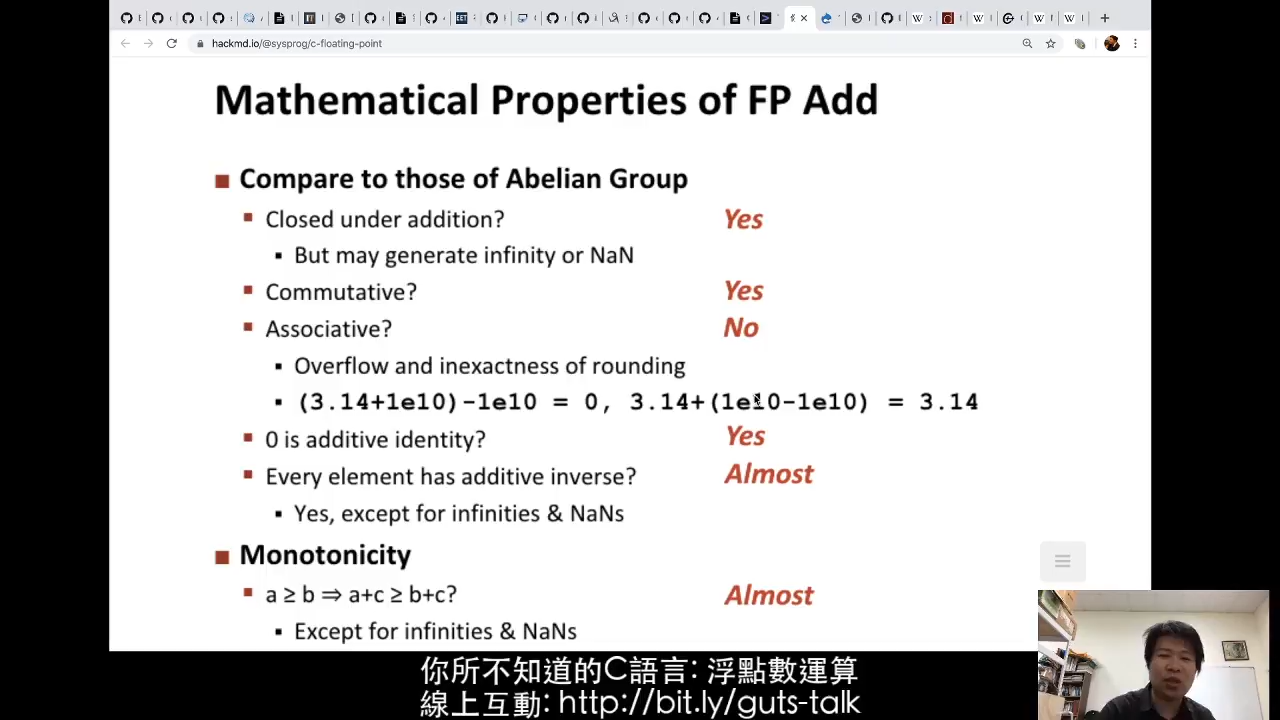 hackmd.io/@sysprog/c-floating-point
Mathematical Properties of FP Add
Compare to those of Abelian Group
Closed under addition? Yes
But may generate infinity or NaN
Commutative? Yes
Associative? No
Overflow and inexactness of rounding
(3.14+1e10)-1e10 = 0, 3.14+(1e10-1e10) = 3.14
0 is additive identity? Yes
Every element has additive inverse? Almost
Yes, except for infinities & NaNs
Monotonicity
a ≥ b ⇒ a+c ≥ b+c? Almost
Except for infinities & NaNs
你所不知道的C語言: 浮點數運算
線上互動: http://bit.ly/guts-talk